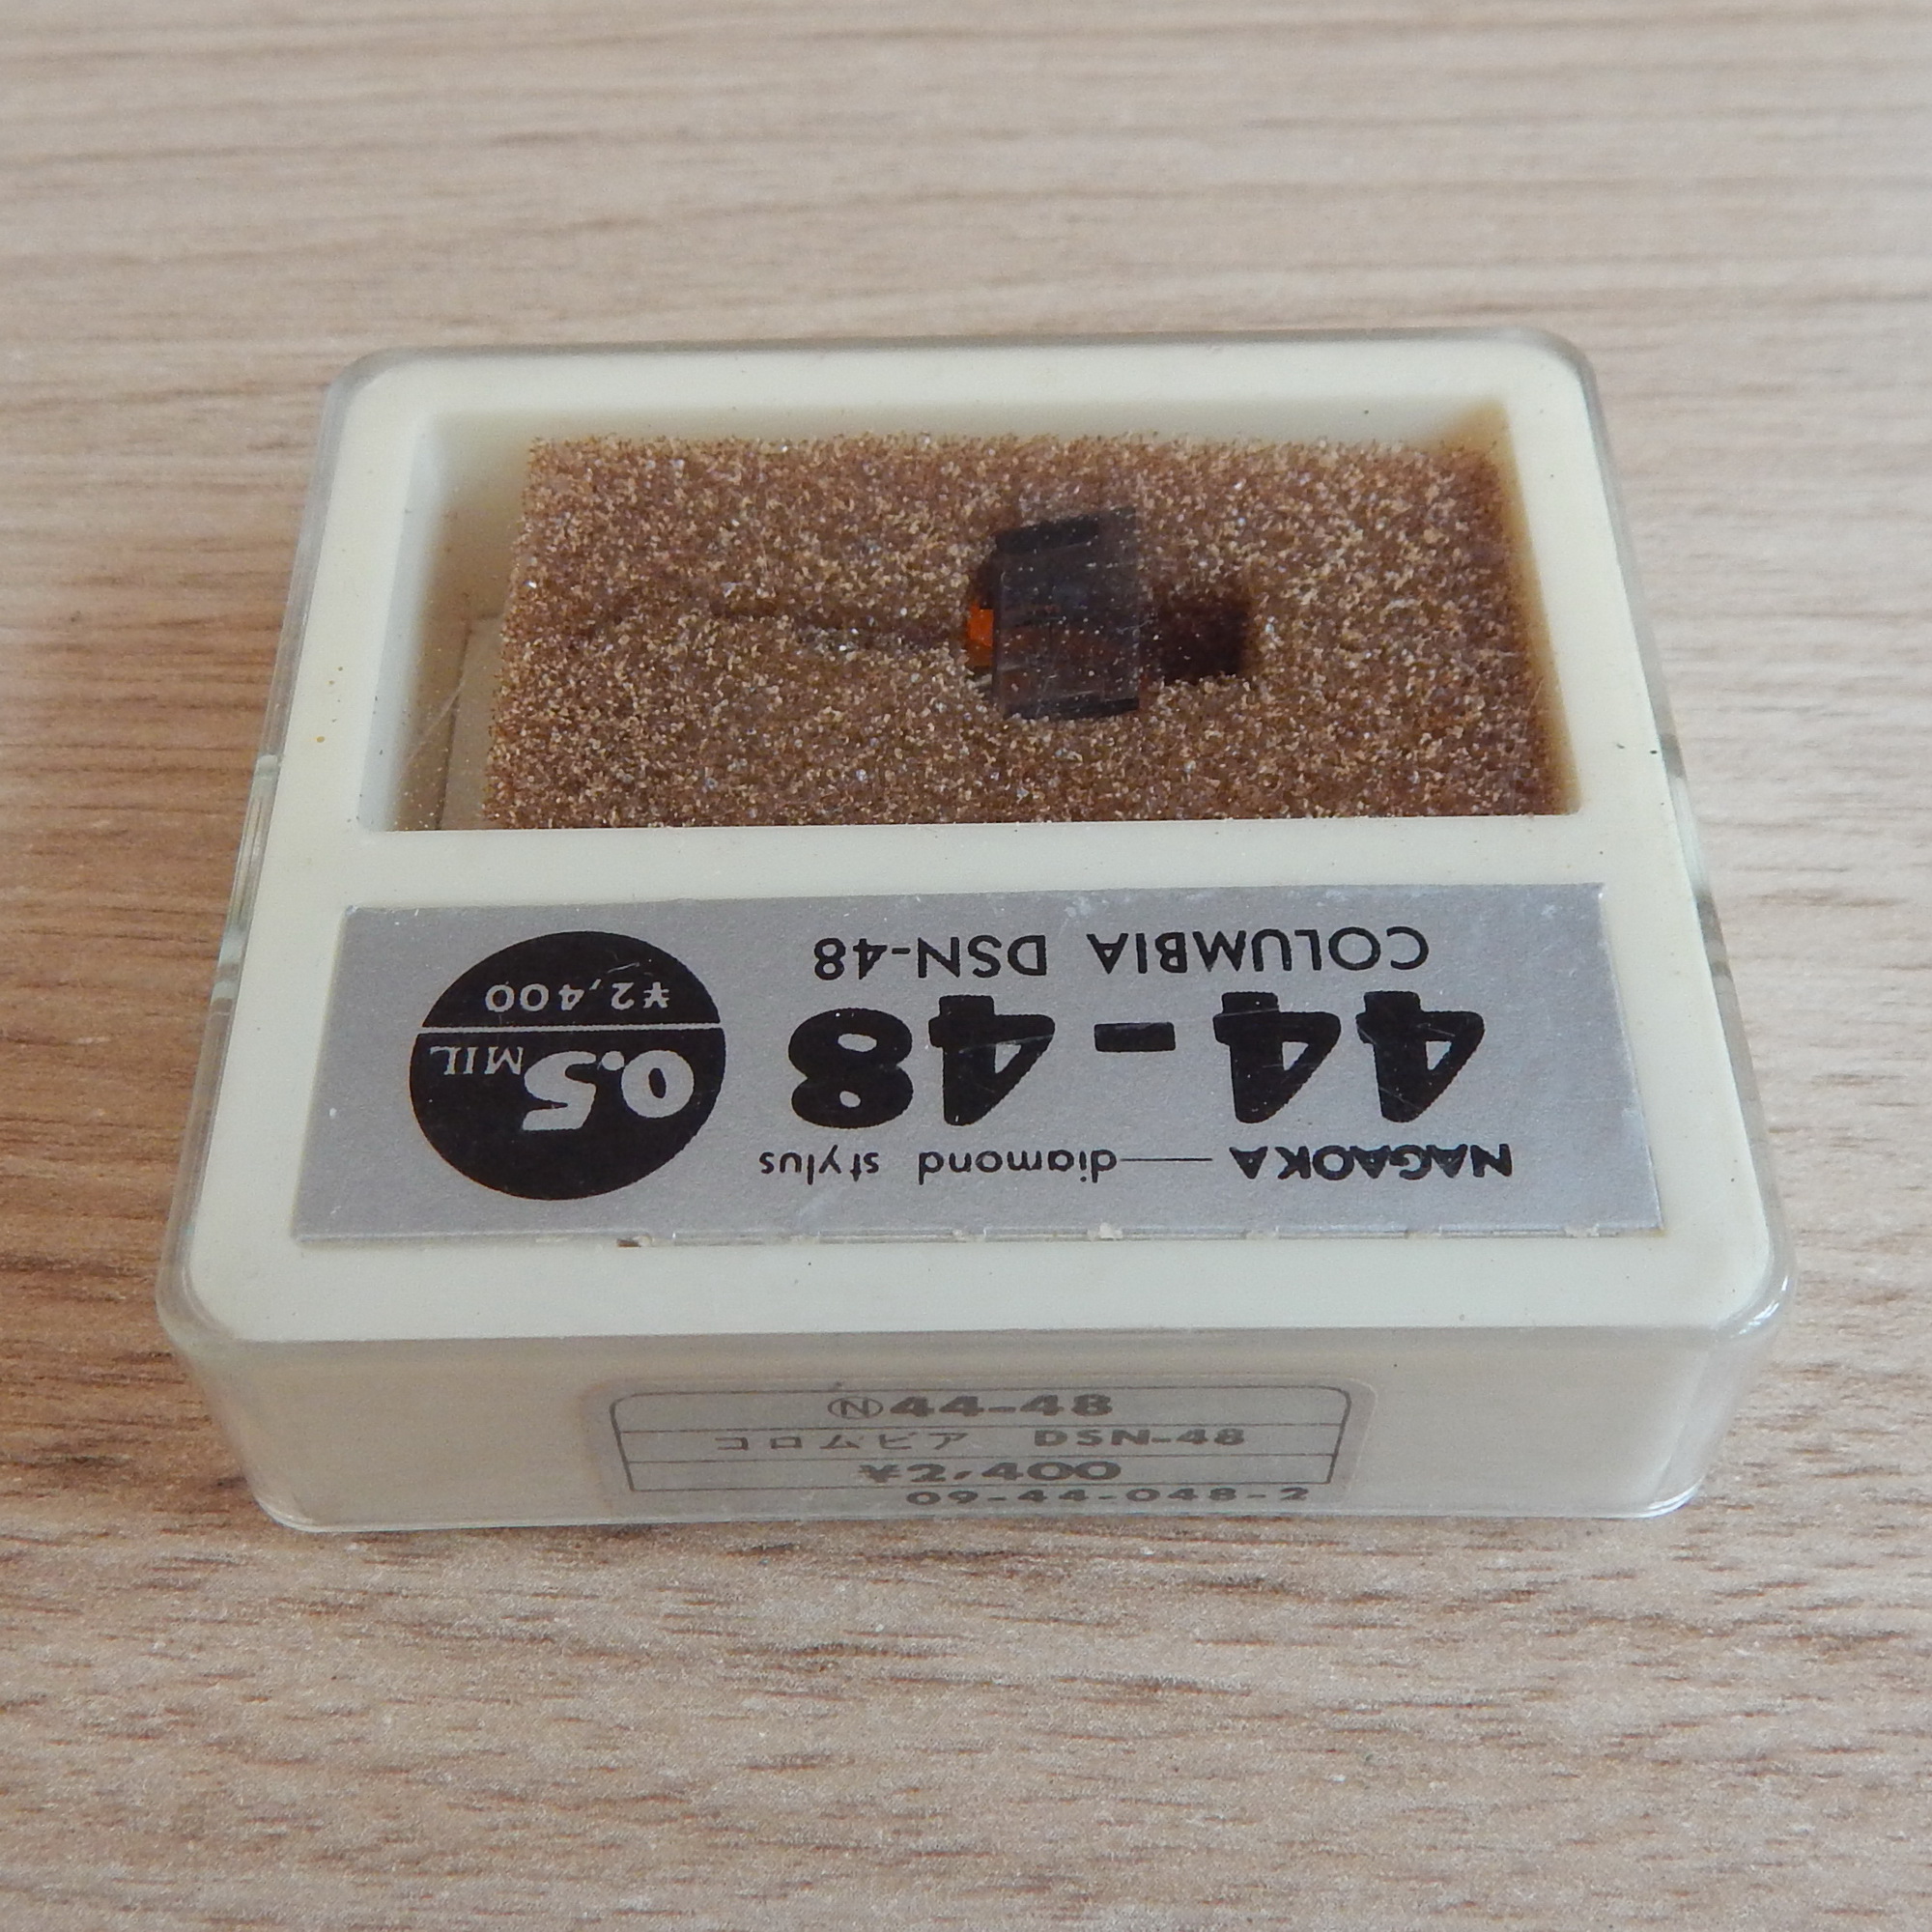 NAGAOKA — diamond stylus
44-48
COLUMBIA DSN-48
0.5 MIL
¥2,400
Ⓝ44-48
コロムビア DSN-48
¥2,400
09-44-048-2